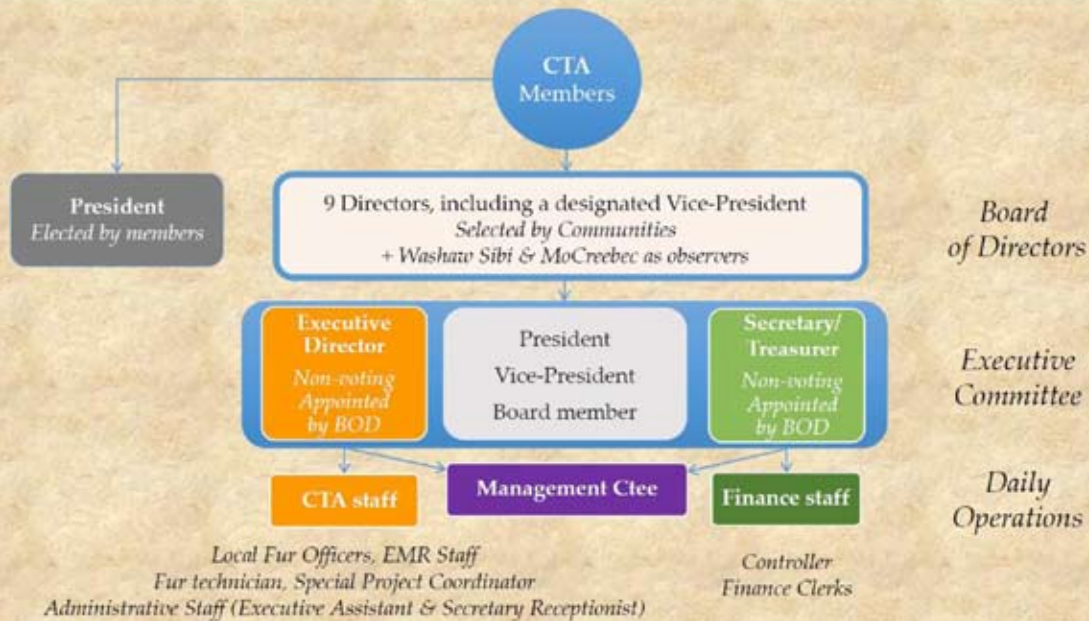 CTA
Members
President
Elected by members
9 Directors, including a designated Vice-President
Selected by Communities
+ Washaw Sibi & MoCreebec as observers
Board
of Directors
Executive
Director
Non-voting
Appointed
by BOD
President
Vice-President
Board member
Secretary/
Treasurer
Non-voting
Appointed
by BOD
Executive
Committee
CTA staff
Management Ctee
Finance staff
Daily
Operations
Local Fur Officers, EMR Staff
Fur technician, Special Project Coordinator
Administrative Staff (Executive Assistant & Secretary Receptionist)
Controller
Finance Clerks